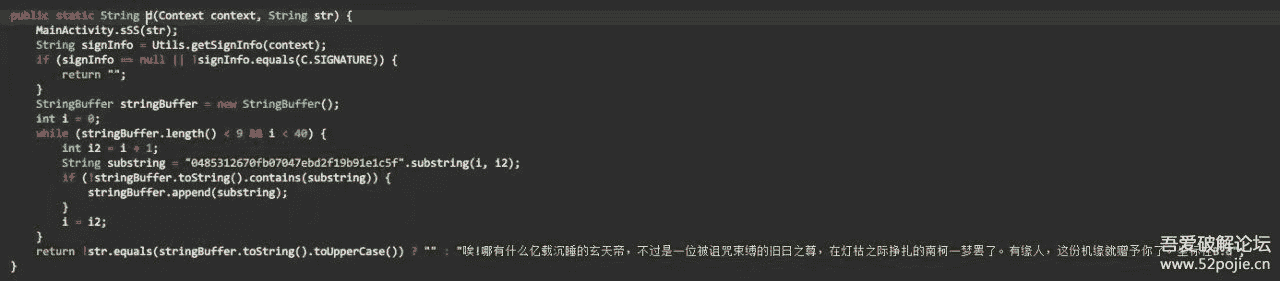 public static String d(Context context, String str) {
MainActivity.sSS(str);
String signInfo = Utils.getSignInfo(context);
if (signInfo == null || !signInfo.equals(C.SIGNATURE)) {
return "";
}
StringBuffer stringBuffer = new StringBuffer();
int i = 0;
while (stringBuffer.length() < 9 && i < 40) {
int i2 = i + 1;
String substring = "0485312670fb07047ebd2f19b91e1c5f".substring(i, i2);
if (!stringBuffer.toString().contains(substring)) {
stringBuffer.append(substring);
}
i = i2;
}
return !str.equals(stringBuffer.toString().toUpperCase()) ? "" : "唉!哪有什么亿载沉睡的玄天帝,不过是一位被诅咒束缚的旧日之尊,在灯枯之际挣扎的南柯一梦罢了。有缘人,这份机缘就赠予你了。
}
吾爱破解论坛
www.52pojie.cn